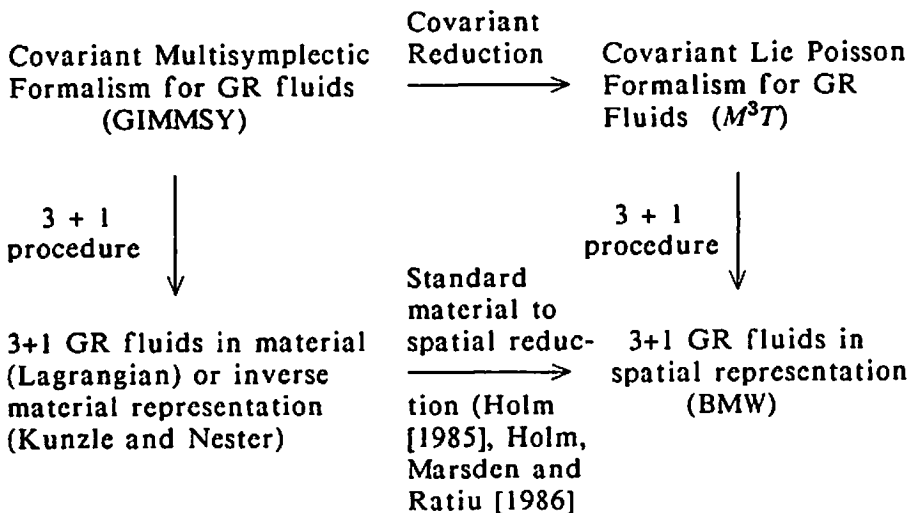 Covariant Multisymplectic
Formalism for GR fluids
(GIMMSY)
Covariant
Reduction
Covariant Lie Poisson
Formalism for GR
Fluids (M³T)
3 + 1
procedure
3 + 1
procedure
3+1 GR fluids in material
(Lagrangian) or inverse
material representation
(Kunzle and Nester)
Standard
material to
spatial reduc-
tion (Holm
[1985], Holm,
Marsden and
Ratiu [1986]
3+1 GR fluids in
spatial representation
(BMW)